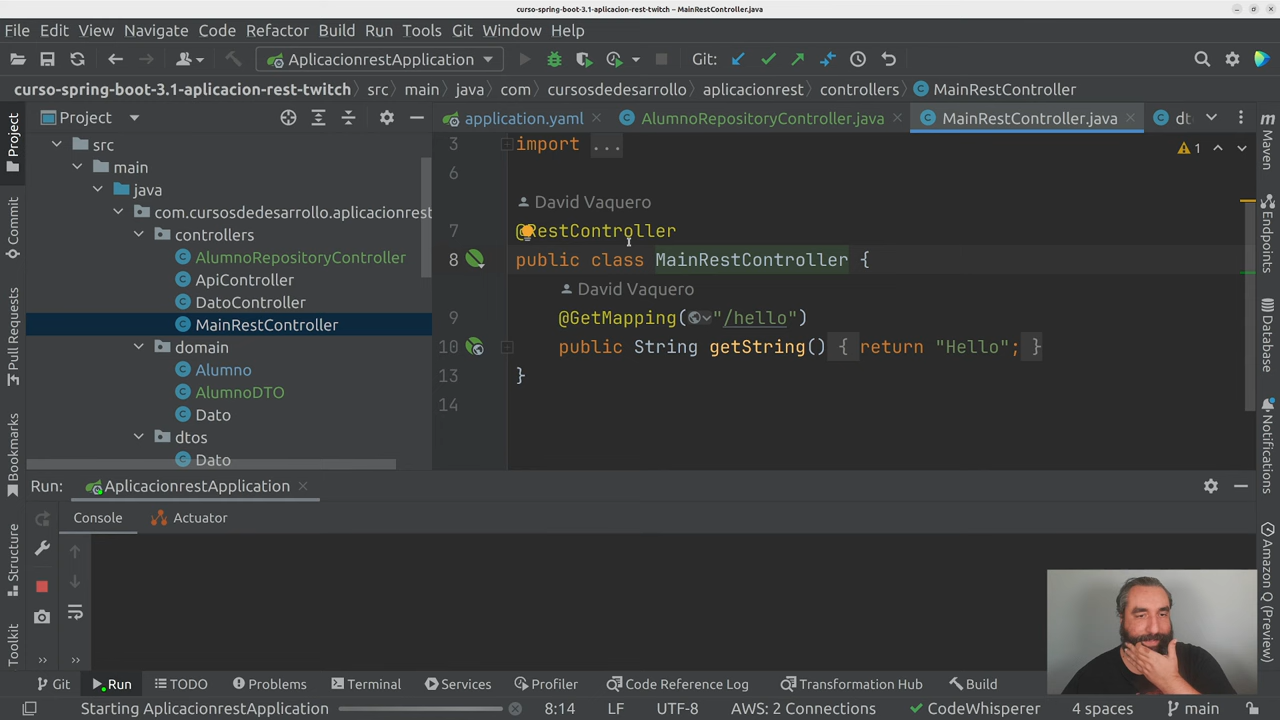 curso-spring-boot-3.1-aplicacion-rest-twitch – MainRestController.java
File Edit View Navigate Code Refactor Build Run Tools Git Window Help
AplicacionrestApplication Git:
curso-spring-boot-3.1-aplicacion-rest-twitch src main java com cursosdedesarrollo aplicacionrest controllers MainRestController
Project
application.yaml AlumnoRepositoryController.java MainRestController.java dt
src
main
java
com.cursosdedesarrollo.aplicacionrest
controllers
AlumnoRepositoryController
ApiController
DatoController
MainRestController
domain
Alumno
AlumnoDTO
Dato
dtos
Dato
3 import ...
1
6
David Vaquero
7 @RestController
8 public class MainRestController {
David Vaquero
9 @GetMapping("/hello")
10 public String getString() { return "Hello"; }
13 }
14
Project
Commit
Pull Requests
Bookmarks
Structure
Toolkit
Maven
Endpoints
Database
Notifications
Amazon Q (Preview)
Run: AplicacionrestApplication
Console Actuator
Git Run TODO Problems Terminal Services Profiler Code Reference Log Transformation Hub Build
Starting AplicacionrestApplication 8:14 LF UTF-8 AWS: 2 Connections CodeWhisperer 4 spaces main